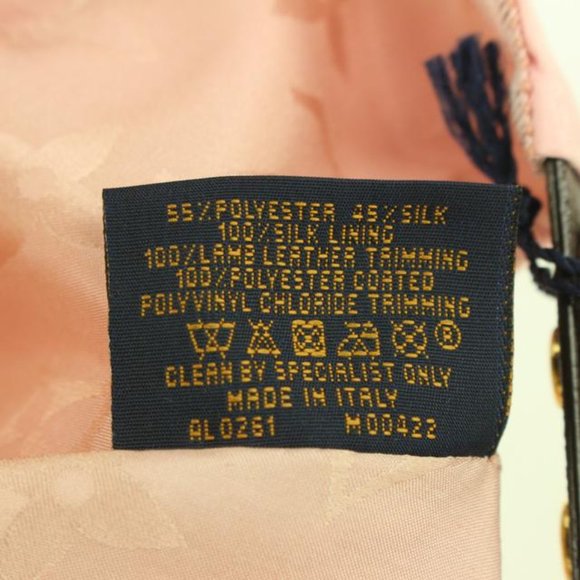 55%POLYESTER 45%SILK
100%SILK LINING
100%LAMB LEATHER TRIMMING
100%POLYESTER COATED
POLYVINYL CHLORIDE TRIMMING
CLEAN BY SPECIALIST ONLY
MADE IN ITALY
AL0261 M00422